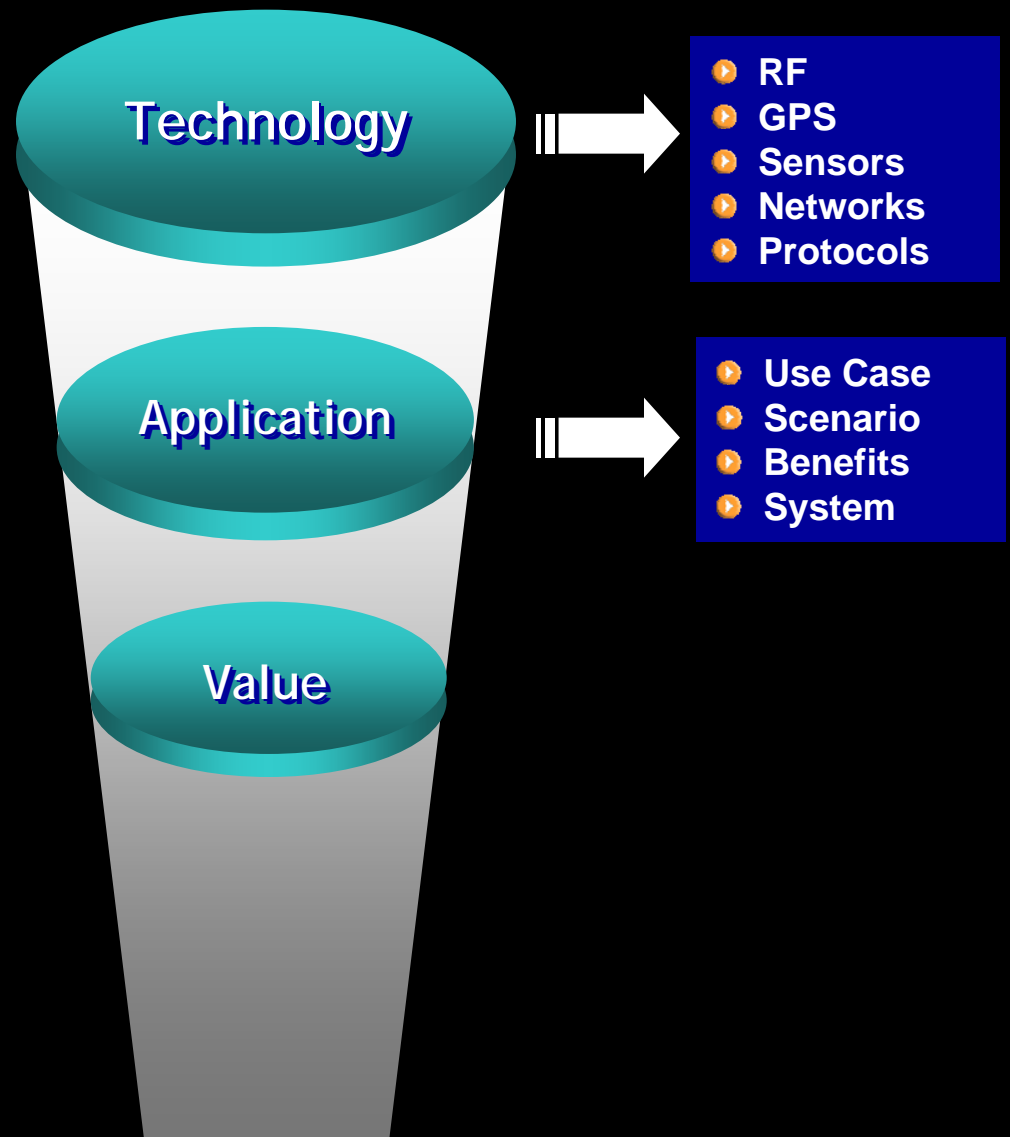 Technology
RF
GPS
Sensors
Networks
Protocols
Application
Use Case
Scenario
Benefits
System
Value